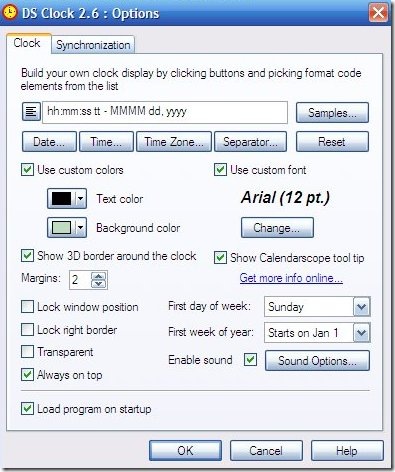 DS Clock 2.6 : Options
Clock Synchronization
Build your own clock display by clicking buttons and picking format code
elements from the list
hh:mm:ss tt - MMMM dd, yyyy Samples...
Date... Time... Time Zone... Separator... Reset
Use custom colors Use custom font
Text color Arial (12 pt.)
Background color Change...
Show 3D border around the clock Show Calendarscope tool tip
Margins: 2 Get more info online...
Lock window position First day of week: Sunday
Lock right border First week of year: Starts on Jan 1
Transparent Enable sound Sound Options...
Always on top
Load program on startup
OK Cancel Help